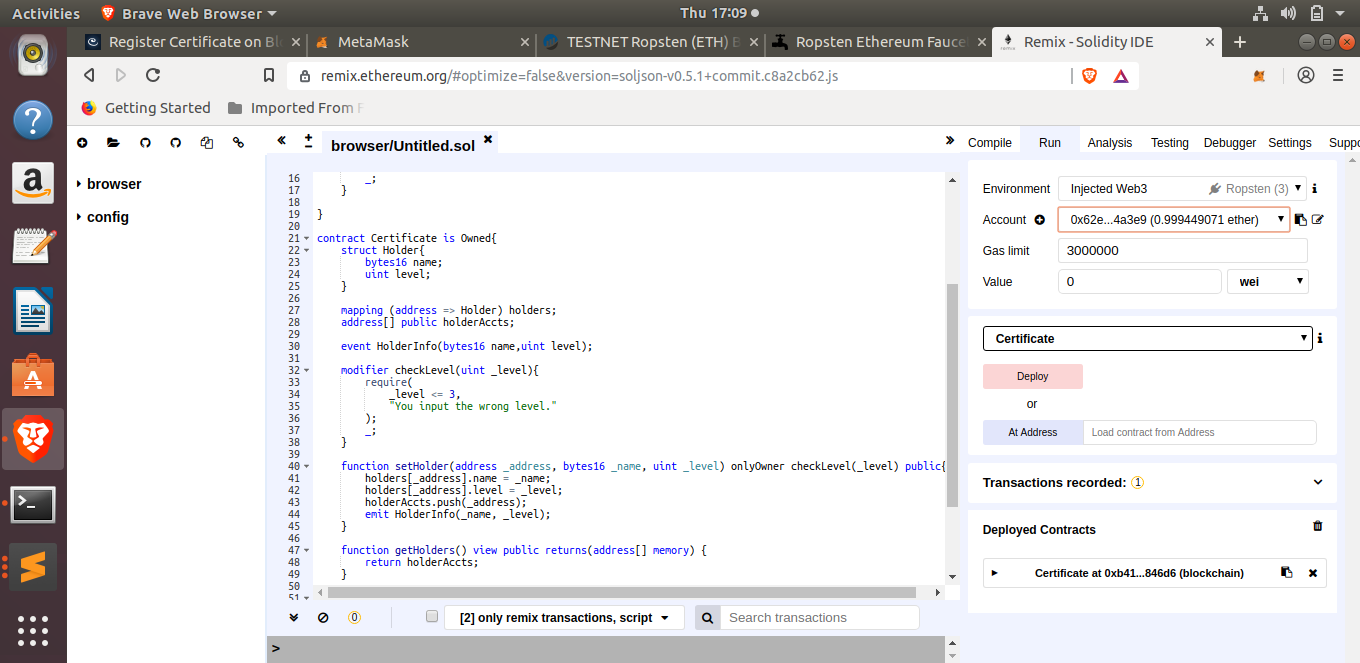 Activities Brave Web Browser Thu 17:09
Register Certificate on Blo MetaMask TESTNET Ropsten (ETH) B Ropsten Ethereum Fauce Remix - Solidity IDE
remix.ethereum.org/#optimize=false&version=soljson-v0.5.1+commit.c8a2cb62.js
Getting Started Imported From F
browser/Untitled.sol Compile Run Analysis Testing Debugger Settings Suppo
browser
config
16 _;
17 }
18
19 }
20
21 contract Certificate is Owned{
22 struct Holder{
23 bytes16 name;
24 uint level;
25 }
26
27 mapping (address => Holder) holders;
28 address[] public holderAccts;
29
30 event HolderInfo(bytes16 name,uint level);
31
32 modifier checkLevel(uint _level){
33 require(
34 _level <= 3,
35 "You input the wrong level."
36 );
37 _;
38 }
39
40 function setHolder(address _address, bytes16 _name, uint _level) onlyOwner checkLevel(_level) public{
41 holders[_address].name = _name;
42 holders[_address].level = _level;
43 holderAccts.push(_address);
44 emit HolderInfo(_name, _level);
45 }
46
47 function getHolders() view public returns(address[] memory) {
48 return holderAccts;
49 }
50
51
0 [2] only remix transactions, script Search transactions
>
Environment Injected Web3 Ropsten (3)
Account 0x62e...4a3e9 (0.999449071 ether)
Gas limit 3000000
Value 0 wei
Certificate
Deploy
or
At Address Load contract from Address
Transactions recorded: 1
Deployed Contracts
Certificate at 0xb41...846d6 (blockchain)